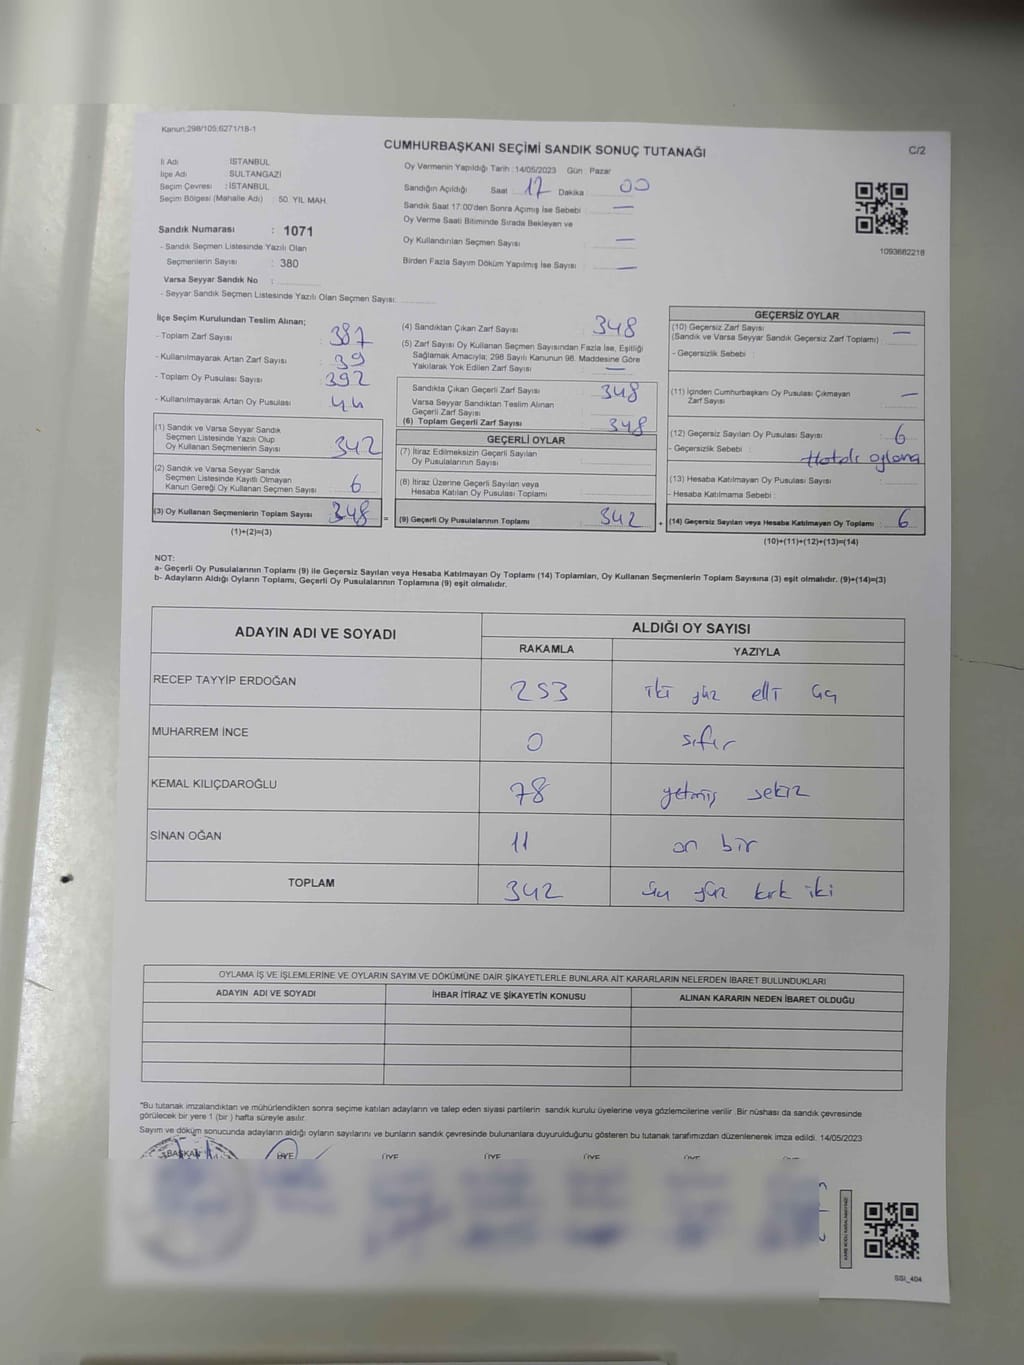 Kanun:298/105;6271/18-1
CUMHURBAŞKANI SEÇİMİ SANDIK SONUÇ TUTANAĞI
C/2
İl Adı : İSTANBUL
İlçe Adı : SULTANGAZİ
Seçim Çevresi : İSTANBUL
Seçim Bölgesi (Mahalle Adı) : 50. YIL MAH.
Sandık Numarası : 1071
- Sandık Seçmen Listesinde Yazılı Olan
Seçmenlerin Sayısı : 380
Varsa Seyyar Sandık No :
- Seyyar Sandık Seçmen Listesinde Yazılı Olan Seçmen Sayısı:
Oy Vermenin Yapıldığı Tarih :14/05/2023 Gün : Pazar
Sandığın Açıldığı Saat : 17 Dakika : 00
Sandık Saat 17:00'den Sonra Açımış İse Sebebi : —
Oy Verme Saati Bitiminde Sırada Bekleyen ve
Oy Kullandırılan Seçmen Sayısı : —
Birden Fazla Sayım Döküm Yapılmış İse Sayısı : —
1093662218
İlçe Seçim Kurulundan Teslim Alınan;
- Toplam Zarf Sayısı : 387
- Kullanılmayarak Artan Zarf Sayısı : 39
- Toplam Oy Pusulası Sayısı : 392
- Kullanılmayarak Artan Oy Pusulası : 44
(1) Sandık ve Varsa Seyyar Sandık
Seçmen Listesinde Yazılı Olup
Oy Kullanan Seçmenlerin Sayısı : 342
(2) Sandık ve Varsa Seyyar Sandık
Seçmen Listesinde Kayıtlı Olmayan
Kanun Gereği Oy Kullanan Seçmen Sayısı : 6
(3) Oy Kullanan Seçmenlerin Toplam Sayısı : 348 =
(1)+(2)=(3)
(4) Sandıktan Çıkan Zarf Sayısı : 348
(5) Zarf Sayısı Oy Kullanan Seçmen Sayısından Fazla İse, Eşitliği
Sağlamak Amacıyla; 298 Sayılı Kanunun 98. Maddesine Göre
Yakılarak Yok Edilen Zarf Sayısı : —
Sandıkta Çıkan Geçerli Zarf Sayısı : 348
Varsa Seyyar Sandıktan Teslim Alınan
Geçerli Zarf Sayısı :
(6) Toplam Geçerli Zarf Sayısı : 348
GEÇERLİ OYLAR
(7) İtiraz Edilmeksizin Geçerli Sayılan
Oy Pusulalarının Sayısı :
(8) İtiraz Üzerine Geçerli Sayılan veya
Hesaba Katılan Oy Pusulası Toplamı :
(9) Geçerli Oy Pusulalarının Toplamı : 342 +
GEÇERSİZ OYLAR
(10) Geçersiz Zarf Sayısı
(Sandık ve Varsa Seyyar Sandık Geçersiz Zarf Toplamı) : —
- Geçersizlik Sebebi :
(11) İçinden Cumhurbaşkanı Oy Pusulası Çıkmayan
Zarf Sayısı : —
(12) Geçersiz Sayılan Oy Pusulası Sayısı : 6
- Geçersizlik Sebebi : Hatalı oylama
(13) Hesaba Katılmayan Oy Pusulası Sayısı :
- Hesaba Katılmama Sebebi :
(14) Geçersiz Sayılan veya Hesaba Katılmayan Oy Toplamı : 6
(10)+(11)+(12)+(13)=(14)
NOT:
a- Geçerli Oy Pusulalarının Toplamı (9) ile Geçersiz Sayılan veya Hesaba Katılmayan Oy Toplamı (14) Toplamları, Oy Kullanan Seçmenlerin Toplam Sayısına (3) eşit olmalıdır. (9)+(14)=(3)
b- Adayların Aldığı Oyların Toplamı, Geçerli Oy Pusulalarının Toplamına (9) eşit olmalıdır.
ADAYIN ADI VE SOYADI
ALDIĞI OY SAYISI
RAKAMLA YAZIYLA
RECEP TAYYİP ERDOĞAN 253 iki yüz elli üç
MUHARREM İNCE 0 sıfır
KEMAL KILIÇDAROĞLU 78 yetmiş sekiz
SİNAN OĞAN 11 on bir
TOPLAM 342 üç yüz kırk iki
OYLAMA İŞ VE İŞLEMLERİNE VE OYLARIN SAYIM VE DÖKÜMÜNE DAİR ŞİKAYETLERLE BUNLARA AİT KARARLARIN NELERDEN İBARET BULUNDUKLARI
ADAYIN ADI VE SOYADI İHBAR İTİRAZ VE ŞİKAYETİN KONUSU ALINAN KARARIN NEDEN İBARET OLDUĞU
"Bu tutanak imzalandıktan ve mühürlendikten sonra seçime katılan adayların ve talep eden siyasi partilerin sandık kurulu üyelerine veya gözlemcilerine verilir .Bir nüshası da sandık çevresinde
görülecek bir yere 1 (bir ) hafta süreyle asılır.
Sayım ve döküm sonucunda adayların aldığı oyların sayılarını ve bunların sandık çevresinde bulunanlara duyurulduğunu gösteren bu tutanak tarafımızdan düzenlenerek imza edildi. 14/05/2023
BAŞKAN ÜYE ÜYE ÜYE ÜYE ÜYE ÜYE
SSI_404